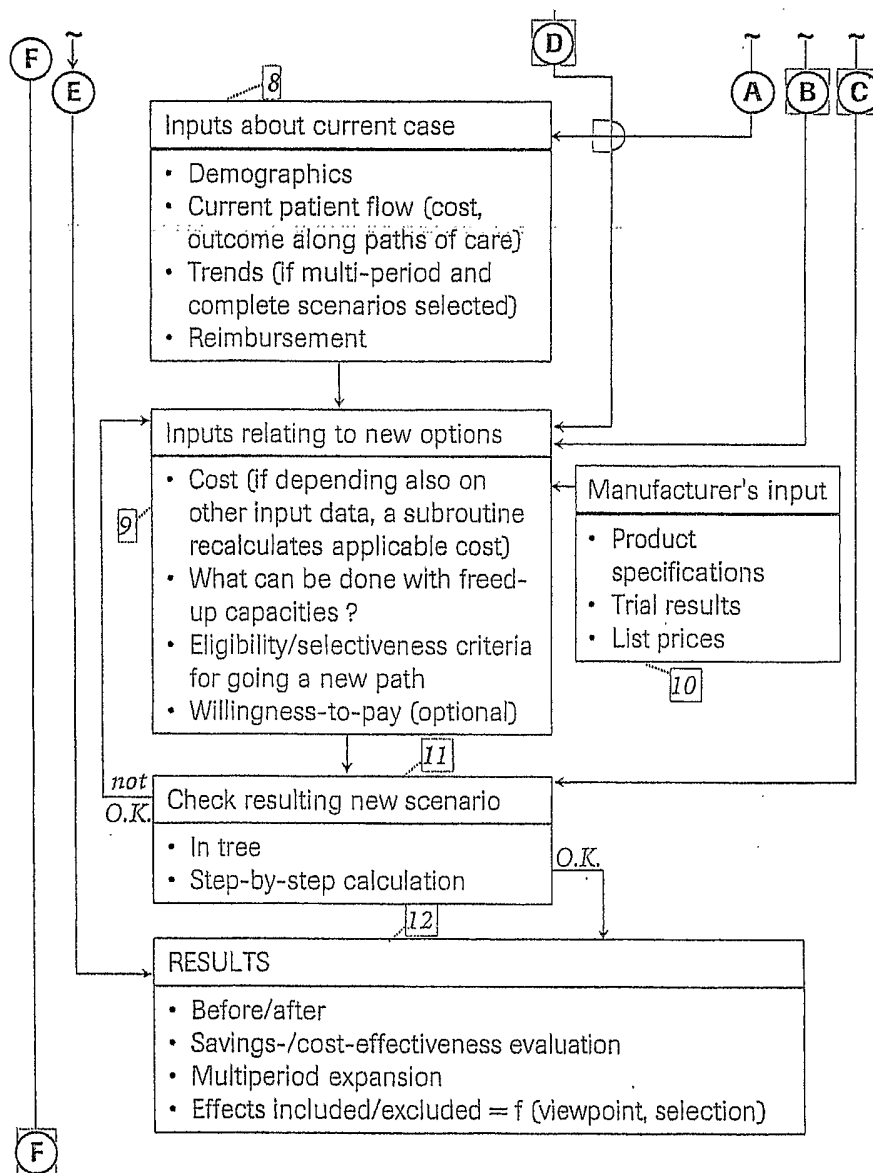 F
~
E
D
~
A
~
B
~
C
8
Inputs about current case
• Demographics
• Current patient flow (cost,
outcome along paths of care)
• Trends (if multi-period and
complete scenarios selected)
• Reimbursement
Inputs relating to new options
9
• Cost (if depending also on
other input data, a subroutine
recalculates applicable cost)
• What can be done with freed-
up capacities ?
• Eligibility/selectiveness criteria
for going a new path
• Willingness-to-pay (optional)
Manufacturer's input
• Product
specifications
• Trial results
• List prices
10
11
not
O.K.
Check resulting new scenario
• In tree
• Step-by-step calculation
O.K.
12
RESULTS
• Before/after
• Savings-/cost-effectiveness evaluation
• Multiperiod expansion
• Effects included/excluded = f (viewpoint, selection)
F